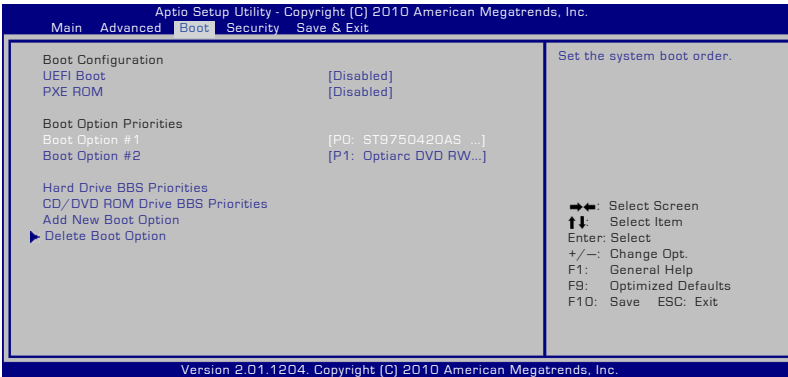 Aptio Setup Utility - Copyright (C) 2010 American Megatrends, Inc.
Main Advanced Boot Security Save & Exit
Boot Configuration
UEFI Boot [Disabled]
PXE ROM [Disabled]
Boot Option Priorities
Boot Option #1 [P0: ST9750420AS ...]
Boot Option #2 [P1: Optiarc DVD RW...]
Hard Drive BBS Priorities
CD/DVD ROM Drive BBS Priorities
Add New Boot Option
Delete Boot Option
Set the system boot order.
→←: Select Screen
↑↓: Select Item
Enter: Select
+/—: Change Opt.
F1: General Help
F9: Optimized Defaults
F10: Save ESC: Exit
Version 2.01.1204. Copyright (C) 2010 American Megatrends, Inc.